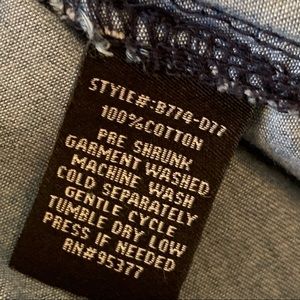 STYLE#:B774-D77
100%COTTON
PRE SHRUNK
GARMENT WASHED
MACHINE WASH
COLD SEPARATELY
GENTLE CYCLE
TUMBLE DRY LOW
PRESS IF NEEDED
RN#95377